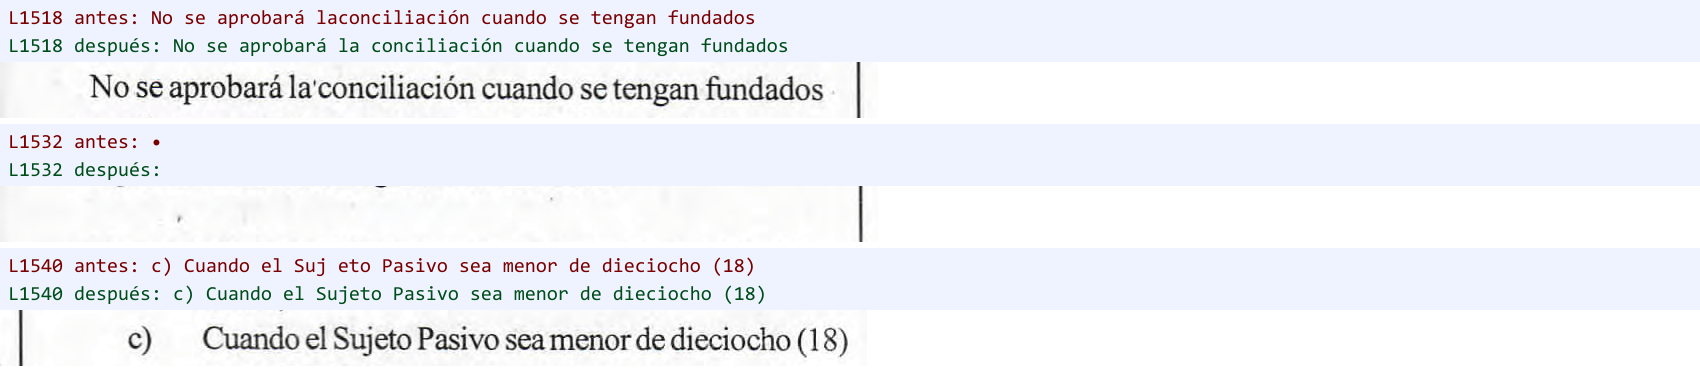 L1518 antes: No se aprobará laconciliación cuando se tengan fundados
L1518 después: No se aprobará la conciliación cuando se tengan fundados
No se aprobará la'conciliación cuando se tengan fundados
L1532 antes: •
L1532 después:
L1540 antes: c) Cuando el Suj eto Pasivo sea menor de dieciocho (18)
L1540 después: c) Cuando el Sujeto Pasivo sea menor de dieciocho (18)
c) Cuando el Sujeto Pasivo sea menor de dieciocho (18)